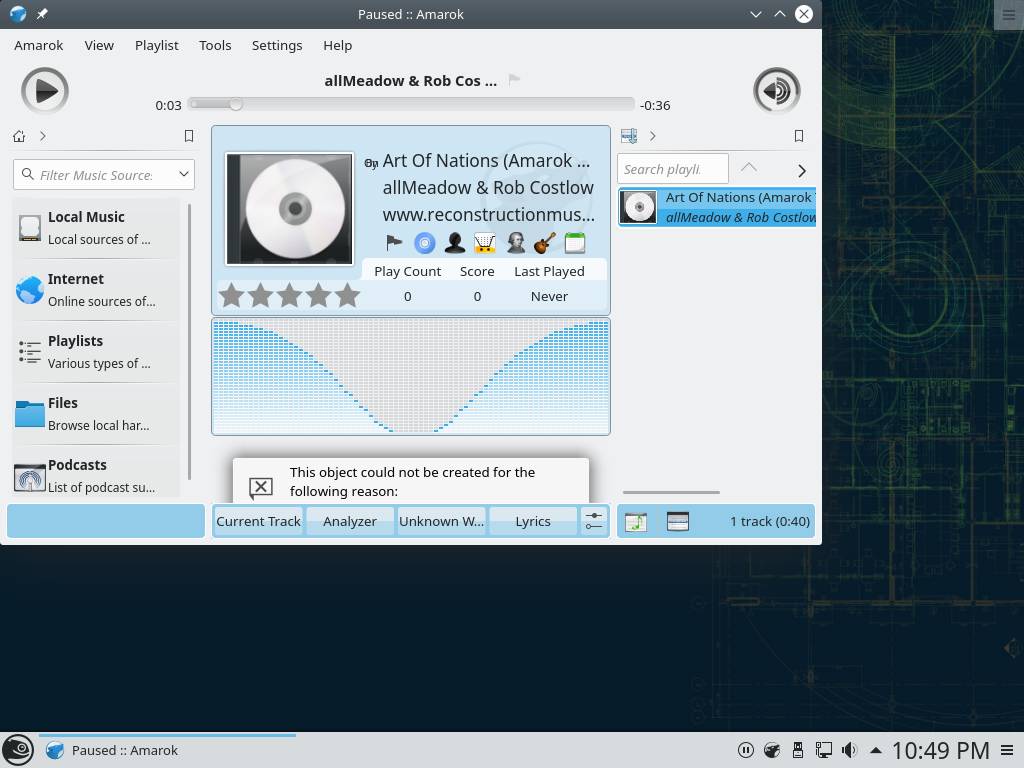 Paused :: Amarok
Amarok View Playlist Tools Settings Help
allMeadow & Rob Cos ...
0:03 -0:36
Filter Music Source:
Local Music
Local sources of ...
Internet
Online sources of...
Playlists
Various types of ...
Files
Browse local har...
Podcasts
List of podcast su...
Art Of Nations (Amarok ...
allMeadow & Rob Costlow
www.reconstructionmus...
Play Count Score Last Played
0 0 Never
This object could not be created for the
following reason:
Current Track Analyzer Unknown W... Lyrics
Search playli
Art Of Nations (Amarok
allMeadow & Rob Costlow
1 track (0:40)
Paused :: Amarok
10:49 PM